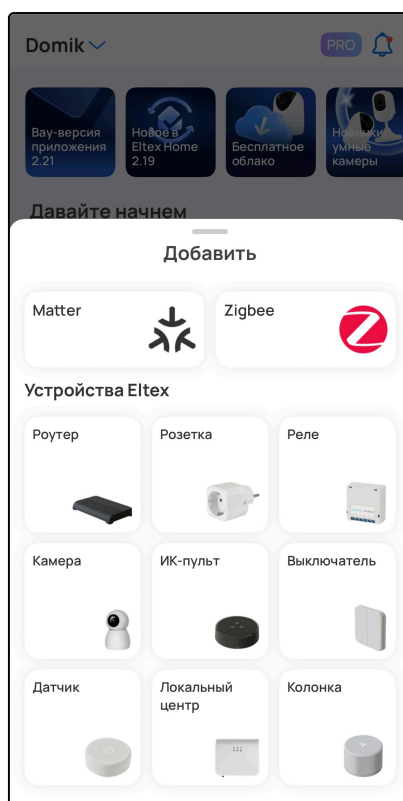 Domik
PRO
Вау-версия
приложения
2.21
Новое в
Eltex Home
2.19
Бесплатное
облако
Новинки
умные
камеры
Давайте начнем
Добавить
Matter
Zigbee
Устройства Eltex
Роутер
Розетка
Реле
Камера
ИК-пульт
Выключатель
Датчик
Локальный
центр
Колонка